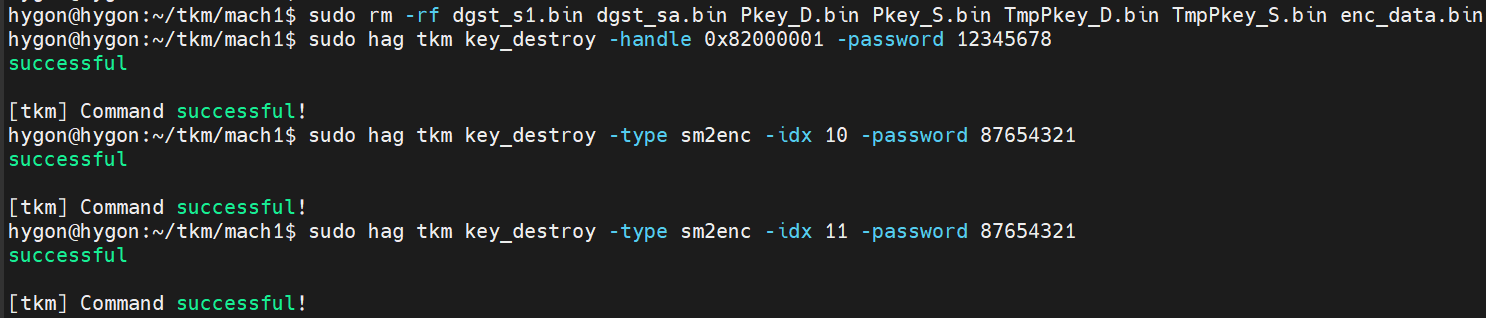 hygon@hygon:~/tkm/mach1$ sudo rm -rf dgst_s1.bin dgst_sa.bin Pkey_D.bin Pkey_S.bin TmpPkey_D.bin TmpPkey_S.bin enc_data.bin
hygon@hygon:~/tkm/mach1$ sudo hag tkm key_destroy -handle 0x82000001 -password 12345678
successful
[tkm] Command successful!
hygon@hygon:~/tkm/mach1$ sudo hag tkm key_destroy -type sm2enc -idx 10 -password 87654321
successful
[tkm] Command successful!
hygon@hygon:~/tkm/mach1$ sudo hag tkm key_destroy -type sm2enc -idx 11 -password 87654321
successful
[tkm] Command successful!